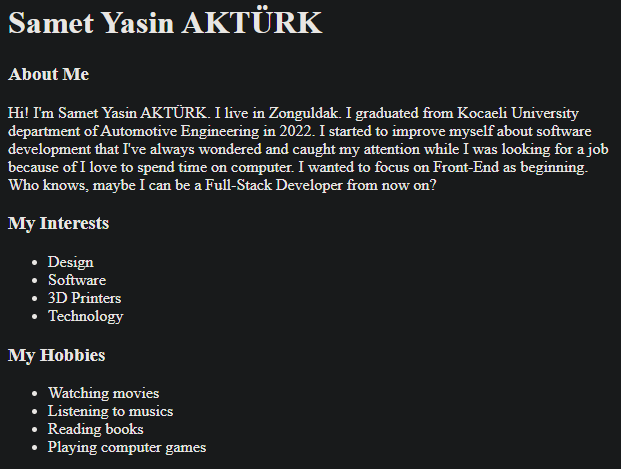 Samet Yasin AKTÜRK
About Me
Hi! I'm Samet Yasin AKTÜRK. I live in Zonguldak. I graduated from Kocaeli University
department of Automotive Engineering in 2022. I started to improve myself about software
development that I've always wondered and caught my attention while I was looking for a job
because of I love to spend time on computer. I wanted to focus on Front-End as beginning.
Who knows, maybe I can be a Full-Stack Developer from now on?
My Interests
• Design
• Software
• 3D Printers
• Technology
My Hobbies
• Watching movies
• Listening to musics
• Reading books
• Playing computer games